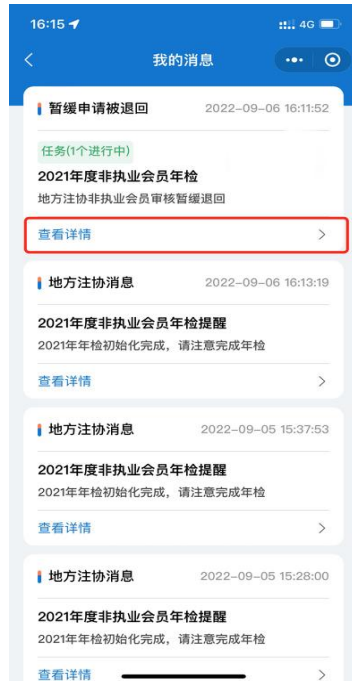 16:15 4G
我的消息
暂缓申请被退回 2022-09-06 16:11:52
任务(1个进行中)
2021年度非执业会员年检
地方注协非执业会员审核暂缓退回
查看详情
地方注协消息 2022-09-06 16:13:19
2021年度非执业会员年检提醒
2021年年检初始化完成，请注意完成年检
查看详情
地方注协消息 2022-09-05 15:37:53
2021年度非执业会员年检提醒
2021年年检初始化完成，请注意完成年检
查看详情
地方注协消息 2022-09-05 15:28:00
2021年度非执业会员年检提醒
2021年年检初始化完成，请注意完成年检
查看详情